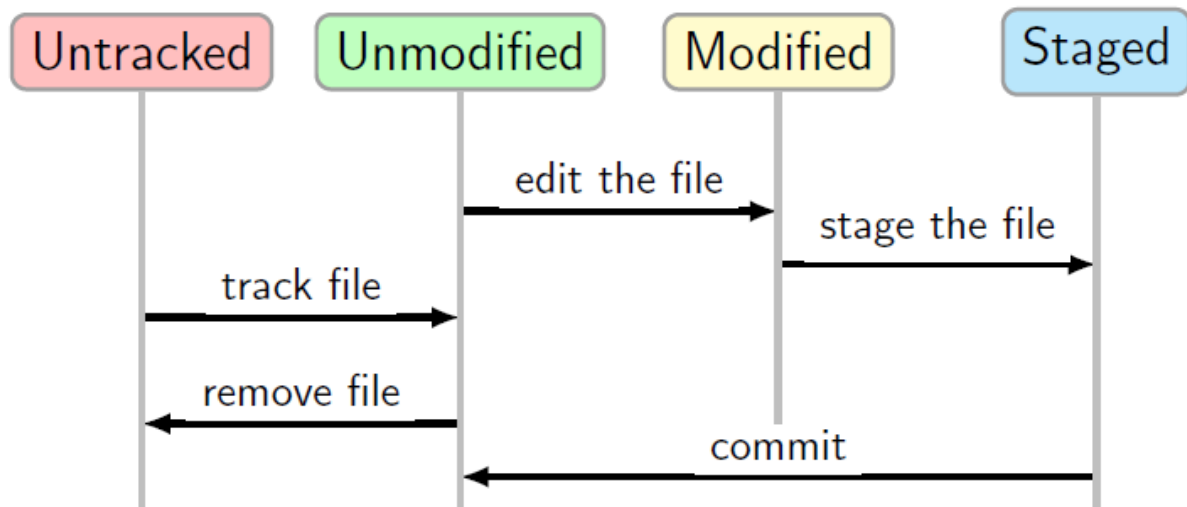 Untracked
Unmodified
Modified
Staged
edit the file
stage the file
track file
remove file
commit